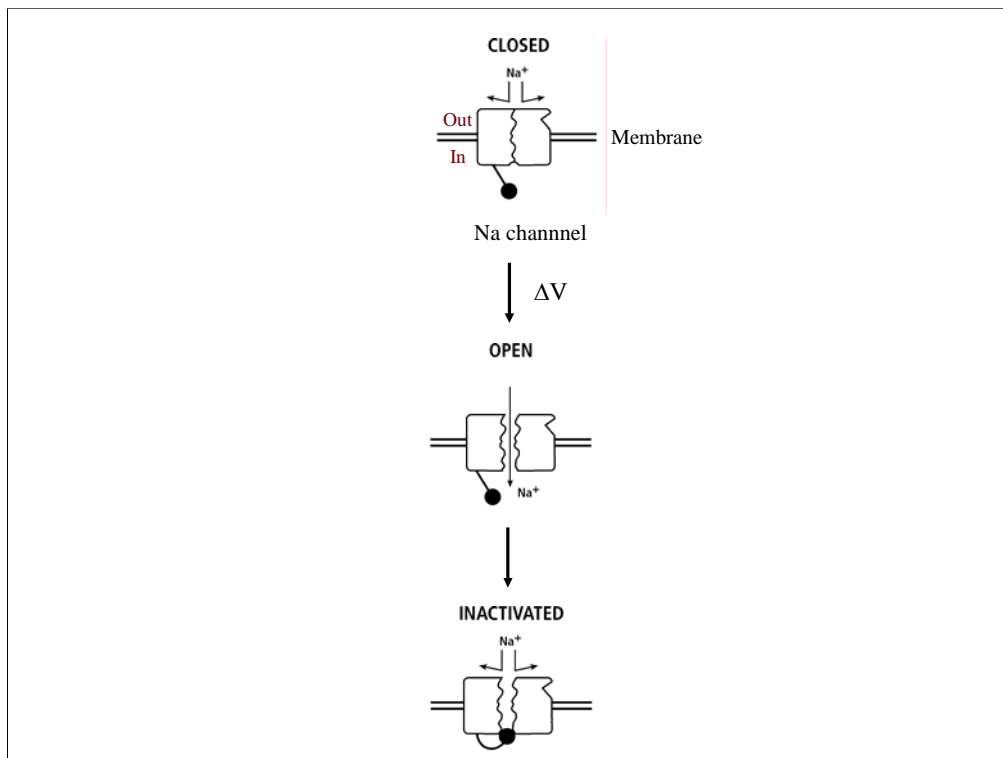 CLOSED
Na⁺
Out
In
Membrane
Na channnel
ΔV
OPEN
Na⁺
INACTIVATED
Na⁺